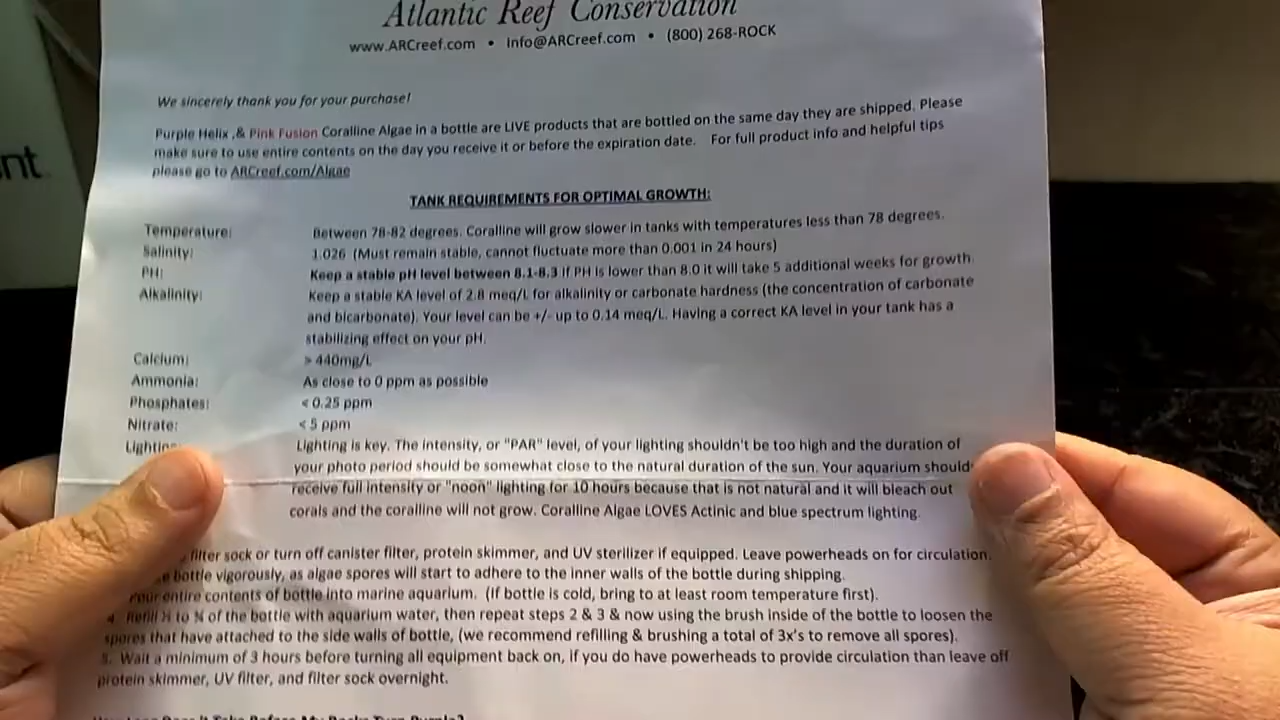 nt
Atlantic Reef Conservation
www.ARCreef.com • Info@ARCreef.com • (800) 268-ROCK
We sincerely thank you for your purchase!
Purple Helix ,& Pink Fusion Coralline Algae in a bottle are LIVE products that are bottled on the same day they are shipped. Please
make sure to use entire contents on the day you receive it or before the expiration date. For full product info and helpful tips
please go to ARCreef.com/Algae
TANK REQUIREMENTS FOR OPTIMAL GROWTH:
Temperature: Between 78-82 degrees. Coralline will grow slower in tanks with temperatures less than 78 degrees.
Salinity: 1.026 (Must remain stable, cannot fluctuate more than 0.001 in 24 hours)
PH: Keep a stable pH level between 8.1-8.3 if PH is lower than 8.0 it will take 5 additional weeks for growth
Alkalinity: Keep a stable KA level of 2.8 meq/L for alkalinity or carbonate hardness (the concentration of carbonate
and bicarbonate). Your level can be +/- up to 0.14 meq/L. Having a correct KA level in your tank has a
stabilizing effect on your pH.
Calcium: > 440mg/L
Ammonia: As close to 0 ppm as possible
Phosphates: < 0.25 ppm
Nitrate: < 5 ppm
Lighting: Lighting is key. The intensity, or "PAR" level, of your lighting shouldn't be too high and the duration of
your photo period should be somewhat close to the natural duration of the sun. Your aquarium should
receive full intensity or "noon" lighting for 10 hours because that is not natural and it will bleach out
corals and the coralline will not grow. Coralline Algae LOVES Actinic and blue spectrum lighting.
filter sock or turn off canister filter, protein skimmer, and UV sterilizer if equipped. Leave powerheads on for circulation.
bottle vigorously, as algae spores will start to adhere to the inner walls of the bottle during shipping.
Pour entire contents of bottle into marine aquarium. (If bottle is cold, bring to at least room temperature first).
4. Refill ½ to ¾ of the bottle with aquarium water, then repeat steps 2 & 3 & now using the brush inside of the bottle to loosen the
spores that have attached to the side walls of bottle, (we recommend refilling & brushing a total of 3x's to remove all spores).
5. Wait a minimum of 3 hours before turning all equipment back on, if you do have powerheads to provide circulation than leave off
protein skimmer, UV filter, and filter sock overnight.